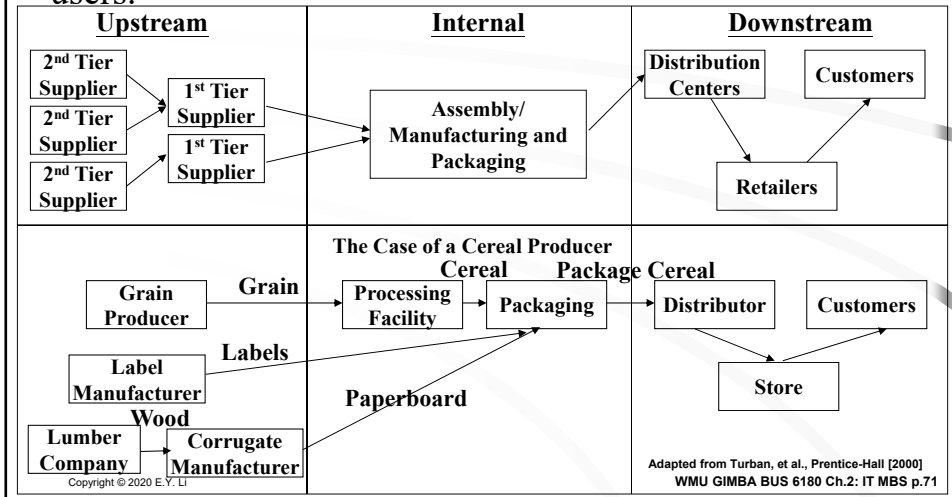 users.
Upstream
Internal
Downstream
2nd Tier
Supplier
2nd Tier
Supplier
2nd Tier
Supplier
1st Tier
Supplier
1st Tier
Supplier
Assembly/
Manufacturing and
Packaging
Distribution
Centers
Customers
Retailers
The Case of a Cereal Producer
Grain
Producer
Grain
Processing
Facility
Cereal
Packaging
Package Cereal
Distributor
Customers
Store
Label
Manufacturer
Labels
Lumber
Company
Wood
Corrugate
Manufacturer
Paperboard
Copyright © 2020 E.Y. Li
Adapted from Turban, et al., Prentice-Hall [2000]
WMU GIMBA BUS 6180 Ch.2: IT MBS p.71